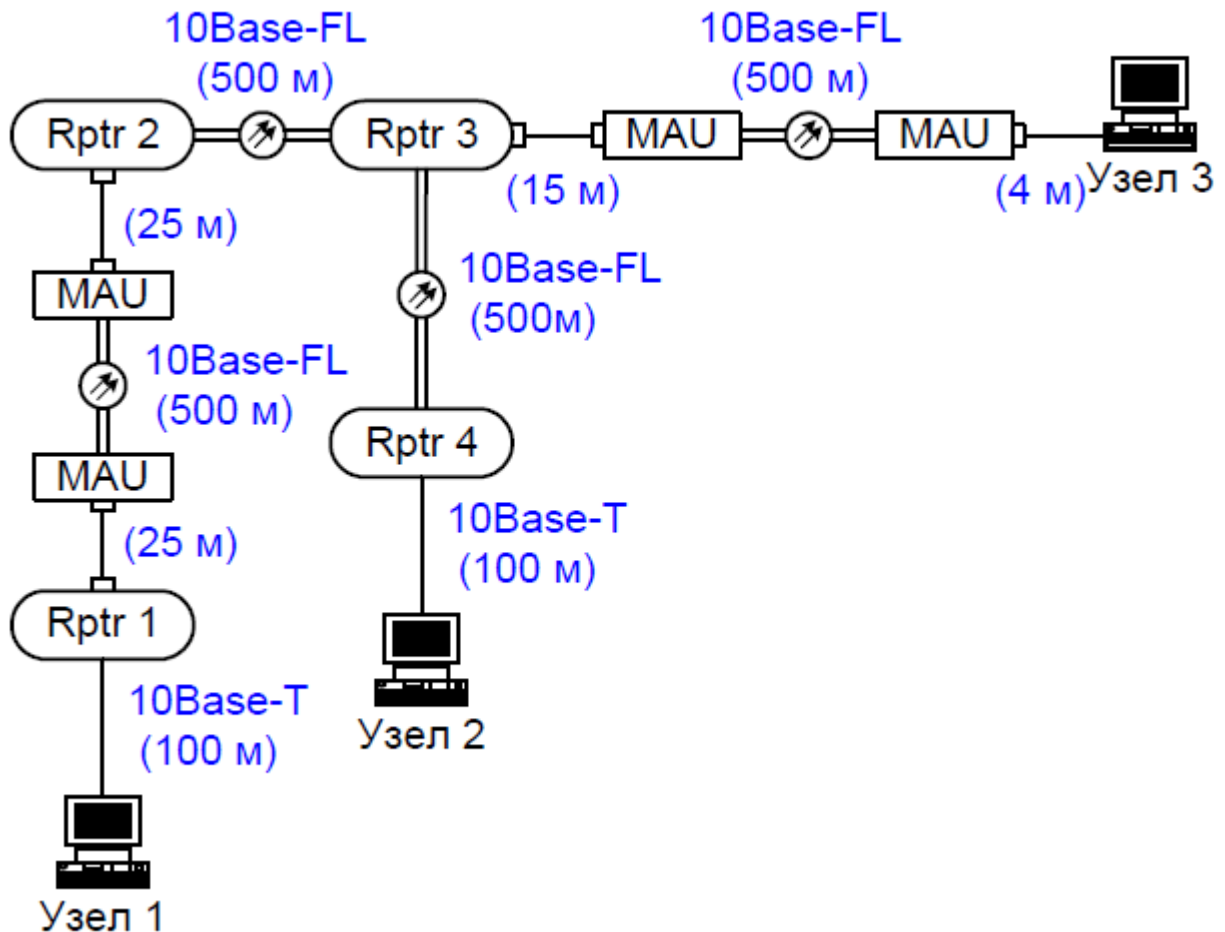 10Base-FL
(500 м)
10Base-FL
(500 м)
Rptr 2
Rptr 3
MAU
MAU
Узел 3
(25 м)
(15 м)
(4 м)
MAU
10Base-FL
(500м)
10Base-FL
(500 м)
MAU
Rptr 4
(25 м)
10Base-T
(100 м)
Rptr 1
Узел 2
10Base-T
(100 м)
Узел 1